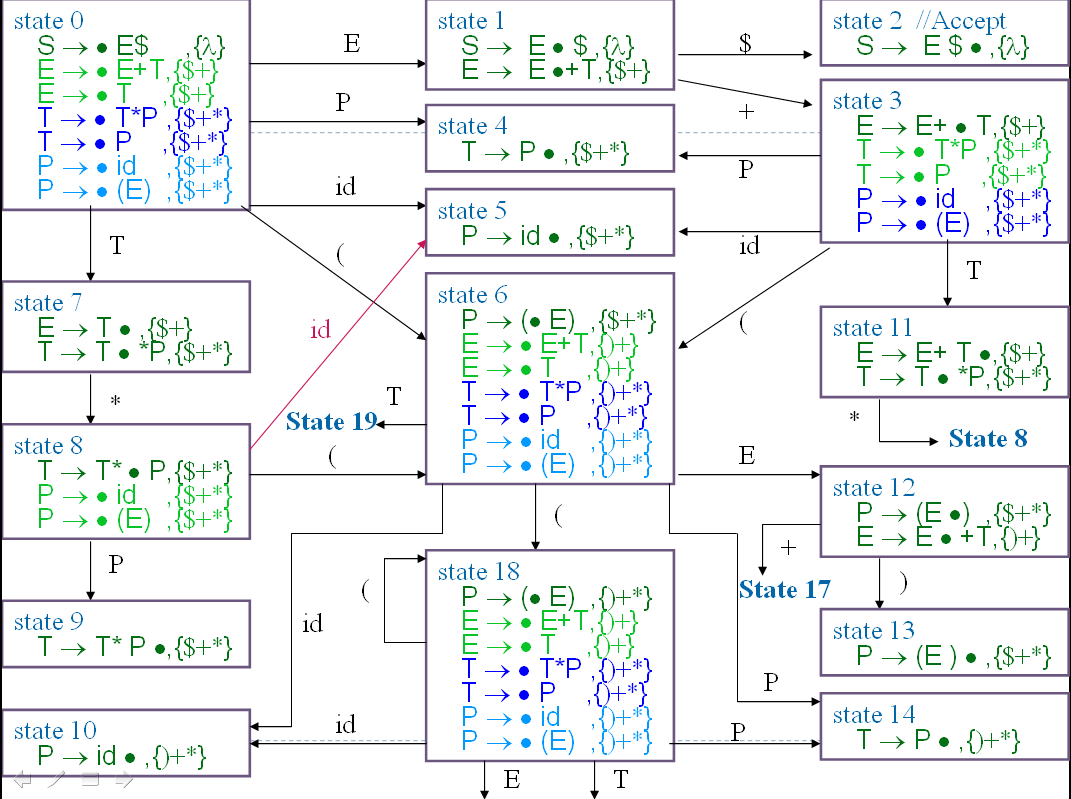 state 0
S → • E$ ,{λ}
E → • E+T,{$+}
E → • T ,{$+}
T → • T*P ,{$+*}
T → • P ,{$+*}
P → • id ,{$+*}
P → • (E) ,{$+*}
E
P
id
(
T
state 1
S → E • $ ,{λ}
E → E •+T,{$+}
$
+
state 2 //Accept
S → E $ • ,{λ}
state 3
E → E+ • T,{$+}
T → • T*P ,{$+*}
T → • P ,{$+*}
P → • id ,{$+*}
P → • (E) ,{$+*}
P
id
(
T
state 4
T → P • ,{$+*}
state 5
P → id • ,{$+*}
state 6
P → (• E) ,{$+*}
E → • E+T ,{)+}
E → • T ,{)+}
T → • T*P ,{)+*}
T → • P ,{)+*}
P → • id ,{)+*}
P → • (E) ,{)+*}
T
State 19
E
(
id
P
state 7
E → T • ,{$+}
T → T • *P,{$+*}
*
state 8
T → T* • P,{$+*}
P → • id ,{$+*}
P → • (E) ,{$+*}
id
(
P
state 9
T → T* P •,{$+*}
state 10
P → id • ,{)+*}
state 11
E → E+ T •,{$+}
T → T • *P,{$+*}
*
State 8
state 12
P → (E •) ,{$+*}
E → E • +T,{)+}
+
State 17
)
state 13
P → (E ) • ,{$+*}
state 14
T → P • ,{)+*}
state 18
P → (• E) ,{)+*}
E → • E+T,{)+}
E → • T ,{)+}
T → • T*P ,{)+*}
T → • P ,{)+*}
P → • id ,{)+*}
P → • (E) ,{)+*}
(
id
P
E
T